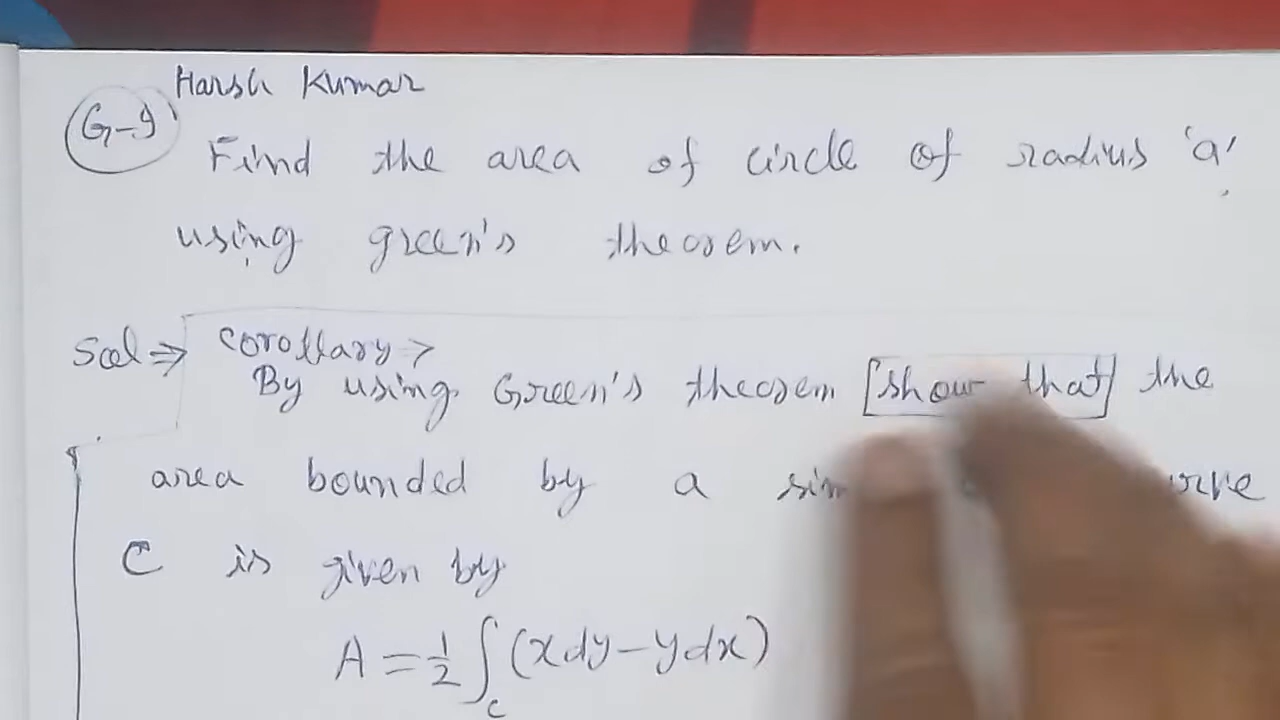 Harsh Kumar
G-9
Find the area of circle of radius 'a'
using green's theorem.
Sol⇒ Corollary >
By using Green's theorem [show that] the
area bounded by a
C is given by
A = 1/2 ∫_C (xdy - ydx)